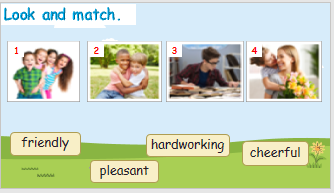 Look and match.
1 2 3 4
friendly hardworking cheerful
pleasant